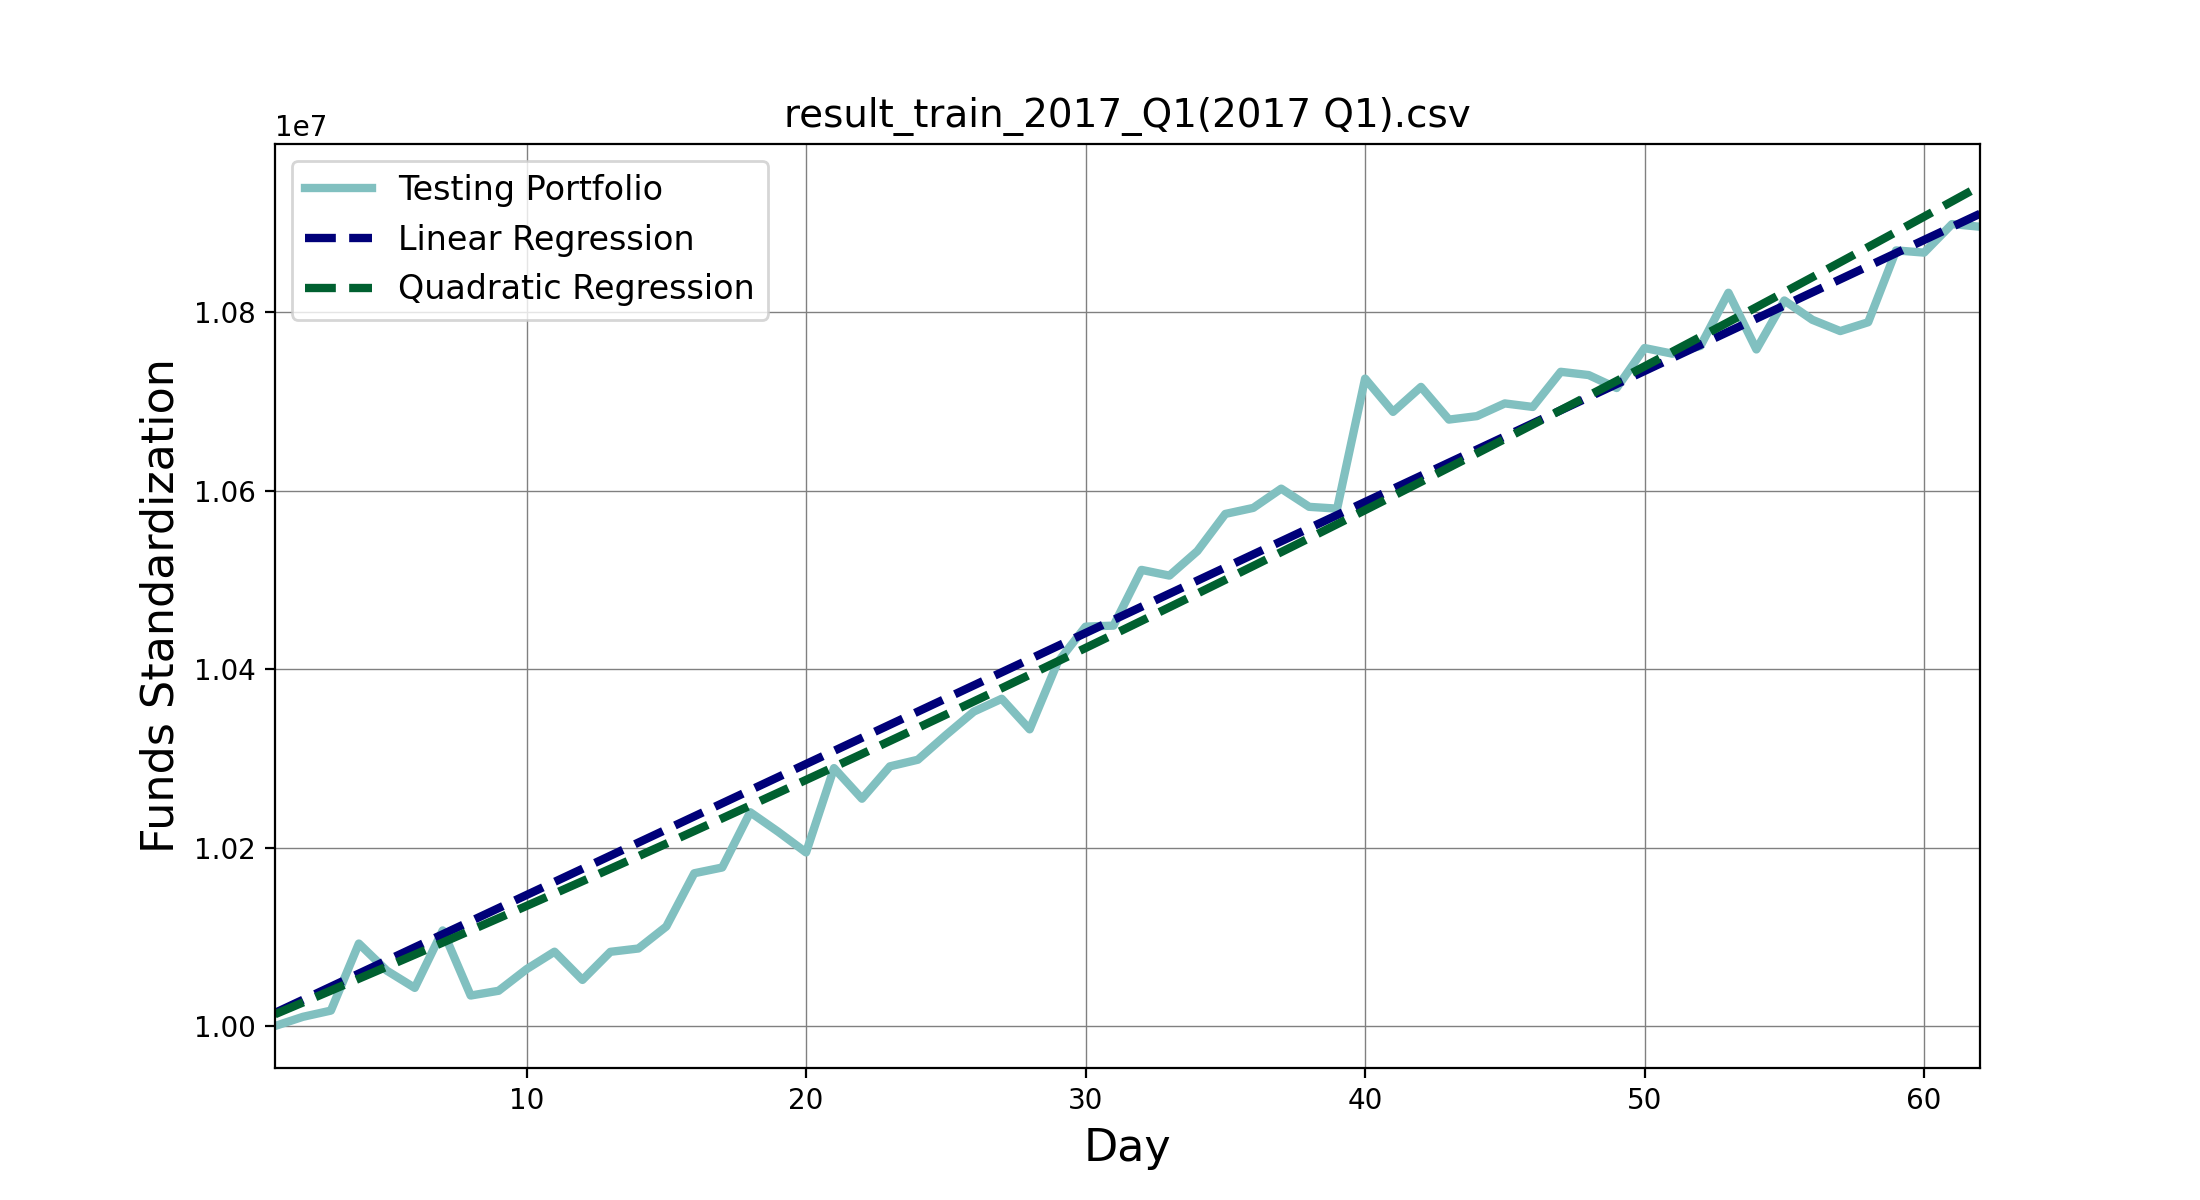 result_train_2017_Q1(2017 Q1).csv
1e7
Testing Portfolio
Linear Regression
Quadratic Regression
1.08
1.06
1.04
1.02
1.00
Funds Standardization
10 20 30 40 50 60
Day